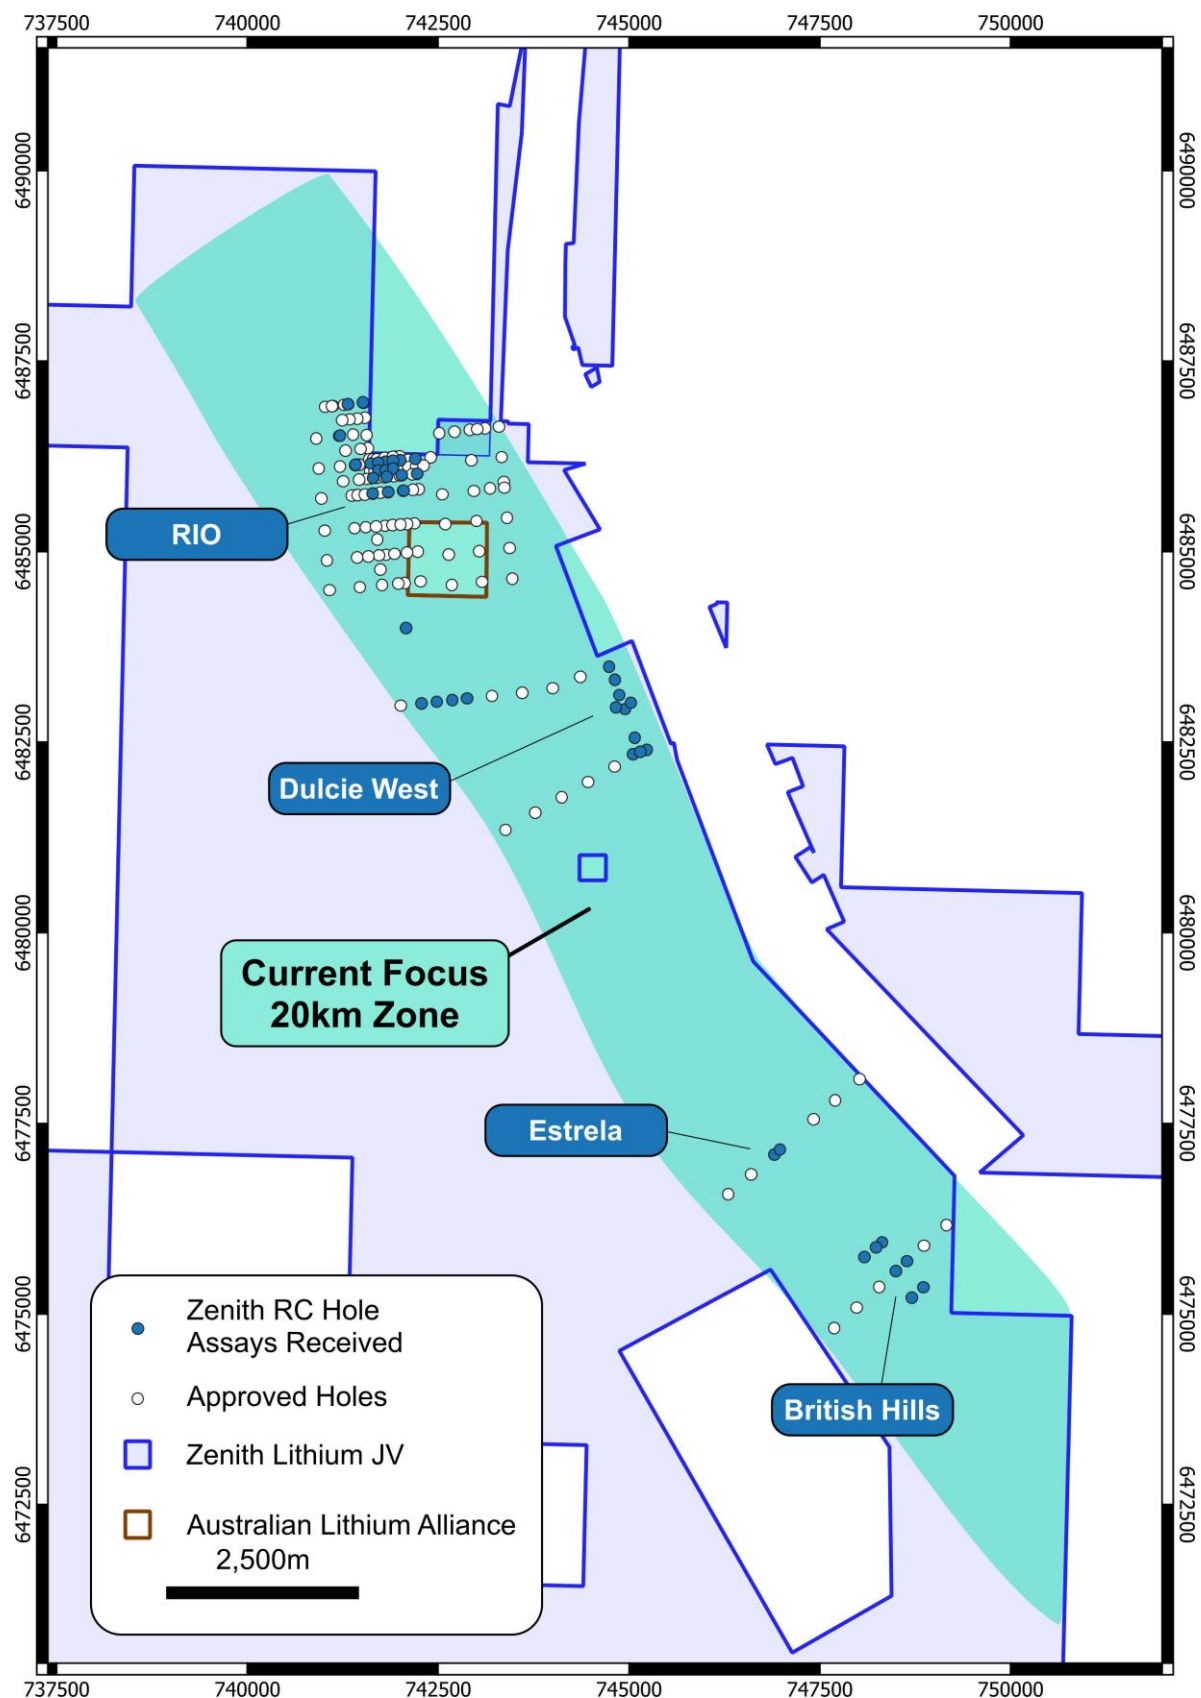 737500 740000 742500 745000 747500 750000
6490000 6490000
6487500 6487500
6485000 6485000
RIO
6482500 6482500
Dulcie West
6480000 6480000
Current Focus
20km Zone
6477500 6477500
Estrela
6475000 6475000
Zenith RC Hole
Assays Received
Approved Holes
British Hills
Zenith Lithium JV
6472500 6472500
Australian Lithium Alliance
2,500m
737500 740000 742500 745000 747500 750000